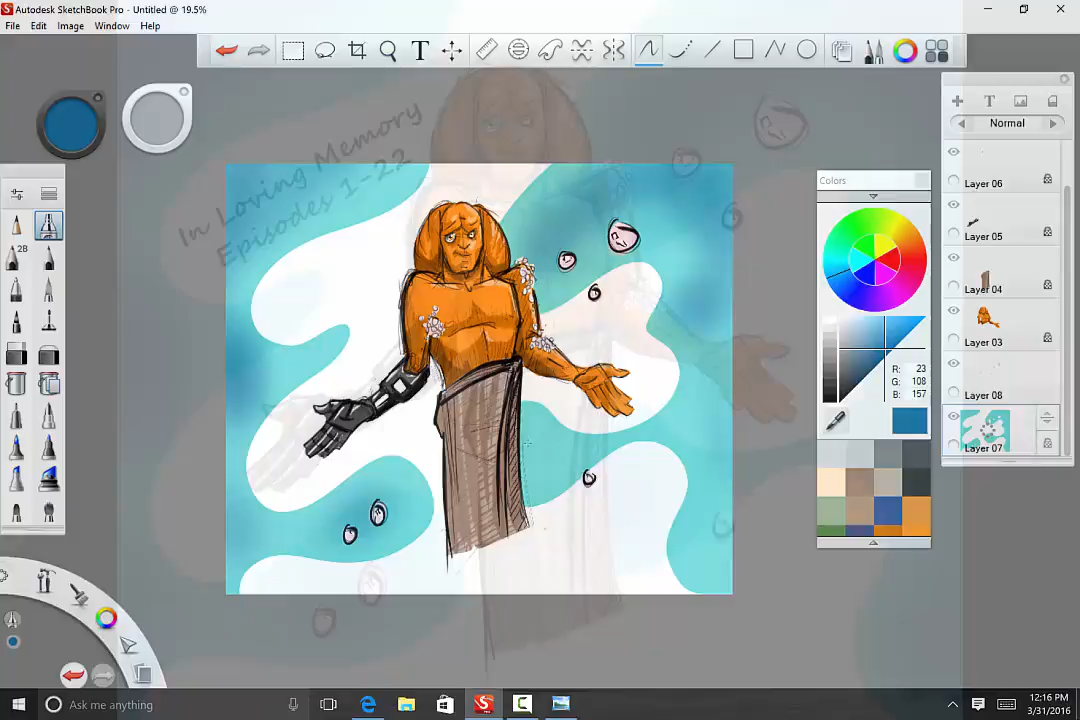 Autodesk SketchBook Pro - Untitled @ 19.5%
File Edit Image Window Help
T
In Loving Memory
Episodes 1-22
T
Normal
Layer 06
Layer 05
Layer 04
Layer 03
Layer 08
Layer 07
Colors
R: 23
G: 108
B: 157
2B
Ask me anything
12:16 PM
3/31/2016